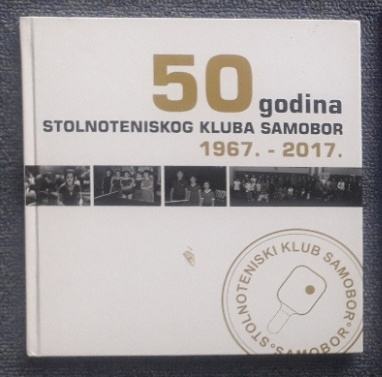 50 godina
STOLNOTENISKOG KLUBA SAMOBOR
1967. - 2017.
STOLNOTENISKI KLUB SAMOBOR
SAMOBOR